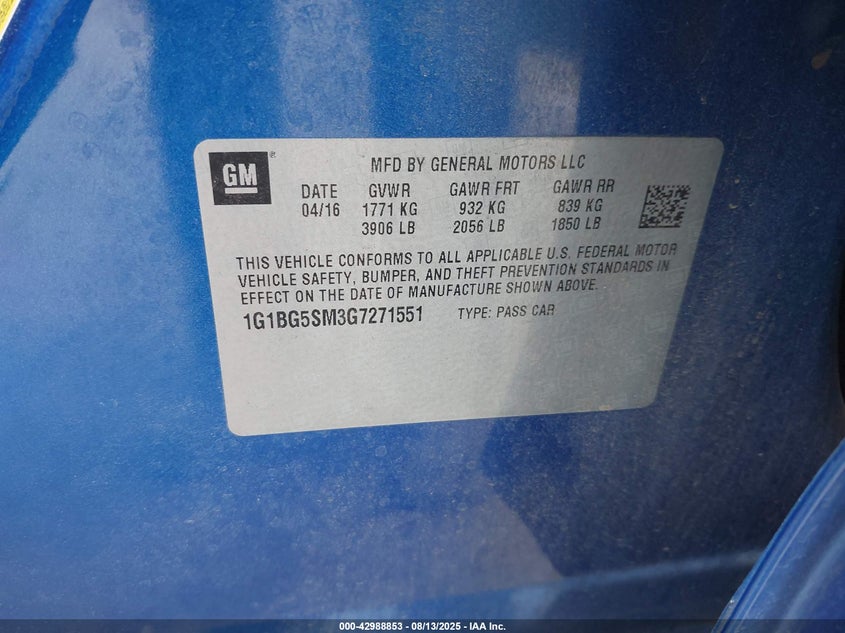 GM®
MFD BY GENERAL MOTORS LLC
DATE GVWR GAWR FRT GAWR RR
04/16 1771 KG 932 KG 839 KG
3906 LB 2056 LB 1850 LB
THIS VEHICLE CONFORMS TO ALL APPLICABLE U.S. FEDERAL MOTOR
VEHICLE SAFETY, BUMPER, AND THEFT PREVENTION STANDARDS IN
EFFECT ON THE DATE OF MANUFACTURE SHOWN ABOVE.
1G1BG5SM3G7271551 TYPE: PASS CAR
000-42988853 - 08/13/2025 - IAA Inc.